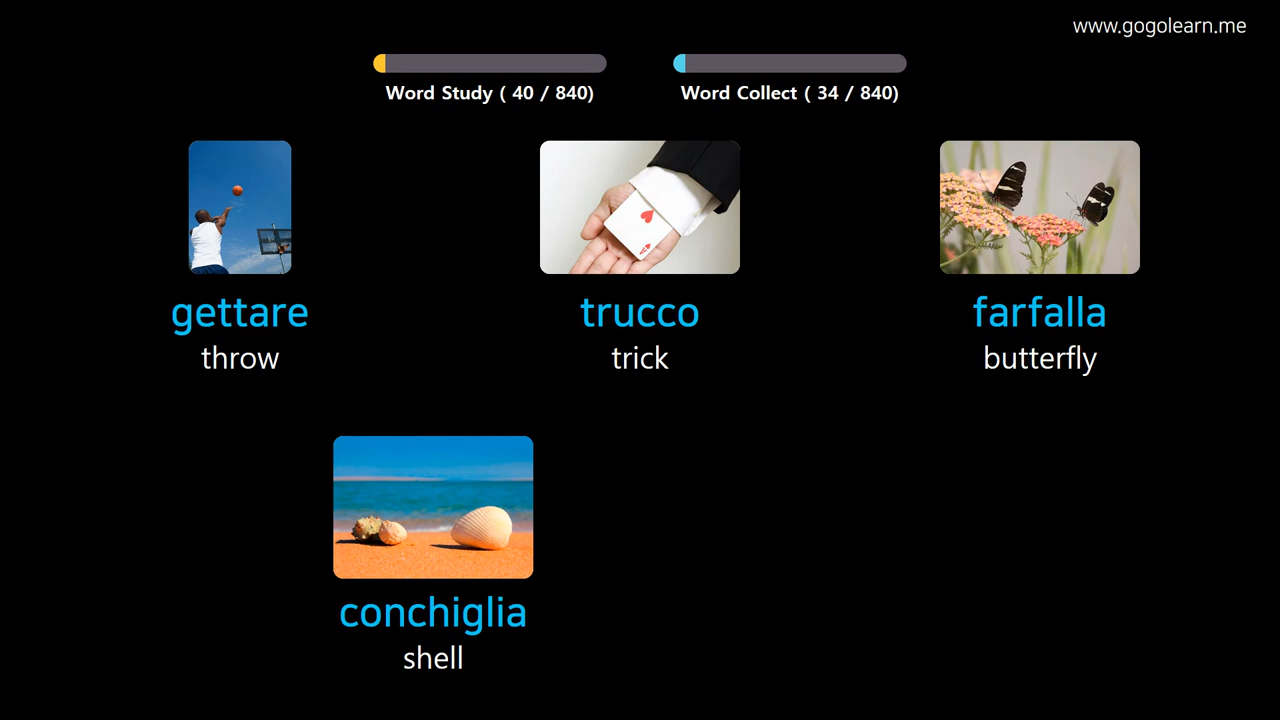 www.gogolearn.me
Word Study ( 40 / 840)
Word Collect ( 34 / 840)
gettare
throw
trucco
trick
farfalla
butterfly
conchiglia
shell